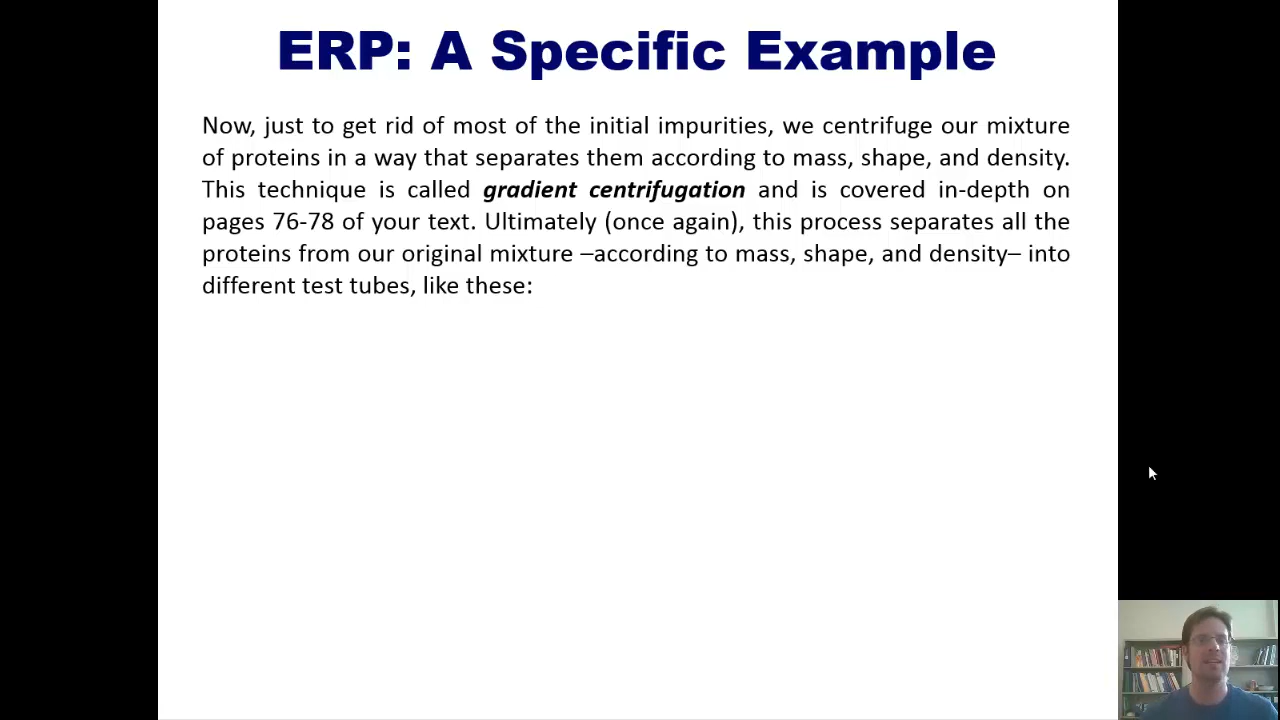 ERP: A Specific Example
Now, just to get rid of most of the initial impurities, we centrifuge our mixture
of proteins in a way that separates them according to mass, shape, and density.
This technique is called gradient centrifugation and is covered in-depth on
pages 76-78 of your text. Ultimately (once again), this process separates all the
proteins from our original mixture –according to mass, shape, and density– into
different test tubes, like these: